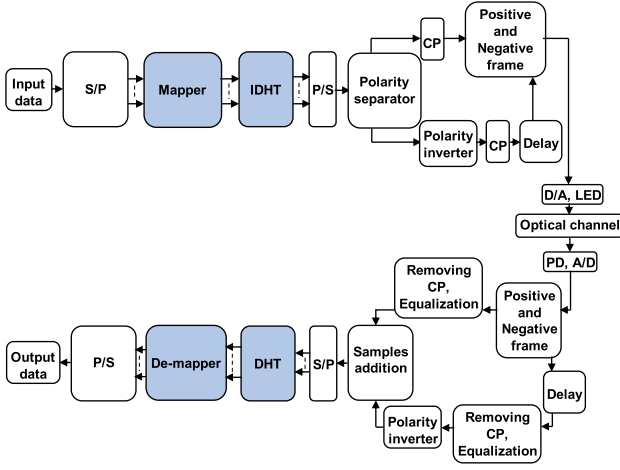 Input
data
S/P
Mapper
IDHT
P/S
Polarity
separator
CP
Positive
and
Negative
frame
Polarity
inverter
CP
Delay
D/A, LED
Optical channel
PD, A/D
Positive
and
Negative
frame
Removing
CP,
Equalization
Delay
Removing
CP,
Equalization
Polarity
inverter
Samples
addition
S/P
DHT
De-mapper
P/S
Output
data